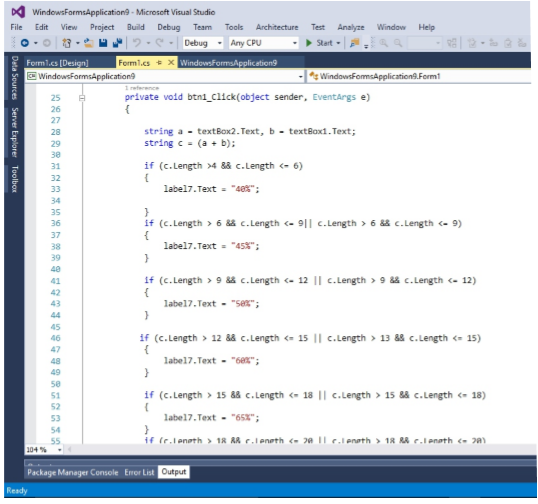 WindowsFormsApplication9 - Microsoft Visual Studio
File Edit View Project Build Debug Team Tools Architecture Test Analyze Window Help
Debug Any CPU Start
Data Sources
Server Explorer
Toolbox
Form1.cs [Design] Form1.cs WindowsFormsApplication9
C# WindowsFormsApplication9 WindowsFormsApplication9.Form1
1 reference
25 private void btn1_Click(object sender, EventArgs e)
26 {
27
28 string a = textBox2.Text, b = textBox1.Text;
29 string c = (a + b);
30
31 if (c.Length >4 && c.Length <= 6)
32 {
33 label7.Text = "40%";
34
35 }
36 if (c.Length > 6 && c.Length <= 9|| c.Length > 6 && c.Length <= 9)
37 {
38 label7.Text = "45%";
39 }
40
41 if (c.Length > 9 && c.Length <= 12 || c.Length > 9 && c.Length <= 12)
42 {
43 label7.Text = "50%";
44 }
45
46 if (c.Length > 12 && c.Length <= 15 || c.Length > 13 && c.Length <= 15)
47 {
48 label7.Text = "60%";
49 }
50
51 if (c.Length > 15 && c.Length <= 18 || c.Length > 15 && c.Length <= 18)
52 {
53 label7.Text = "65%";
54 }
55 if (c.Length > 18 && c.Length <= 20 || c.Length > 18 && c.Length <= 20)
104 %
Package Manager Console Error List Output
Ready